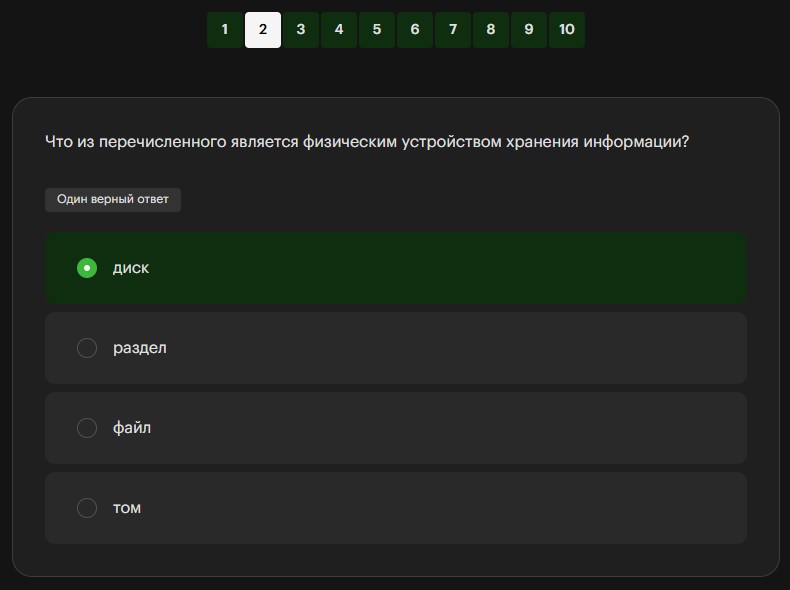 1 2 3 4 5 6 7 8 9 10
Что из перечисленного является физическим устройством хранения информации?
Один верный ответ
диск
раздел
файл
том